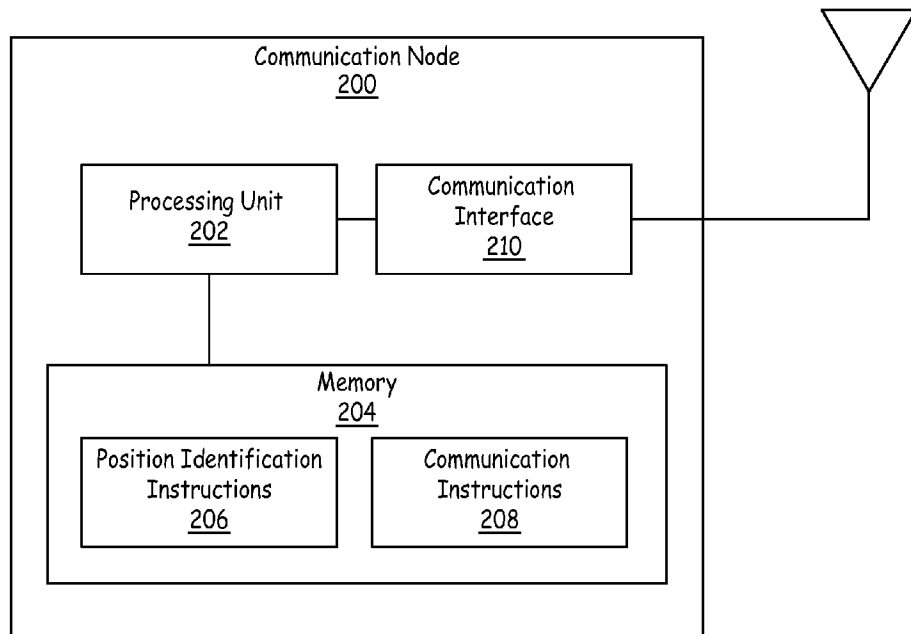 Communication Node
200
Processing Unit
202
Communication
Interface
210
Memory
204
Position Identification
Instructions
206
Communication
Instructions
208